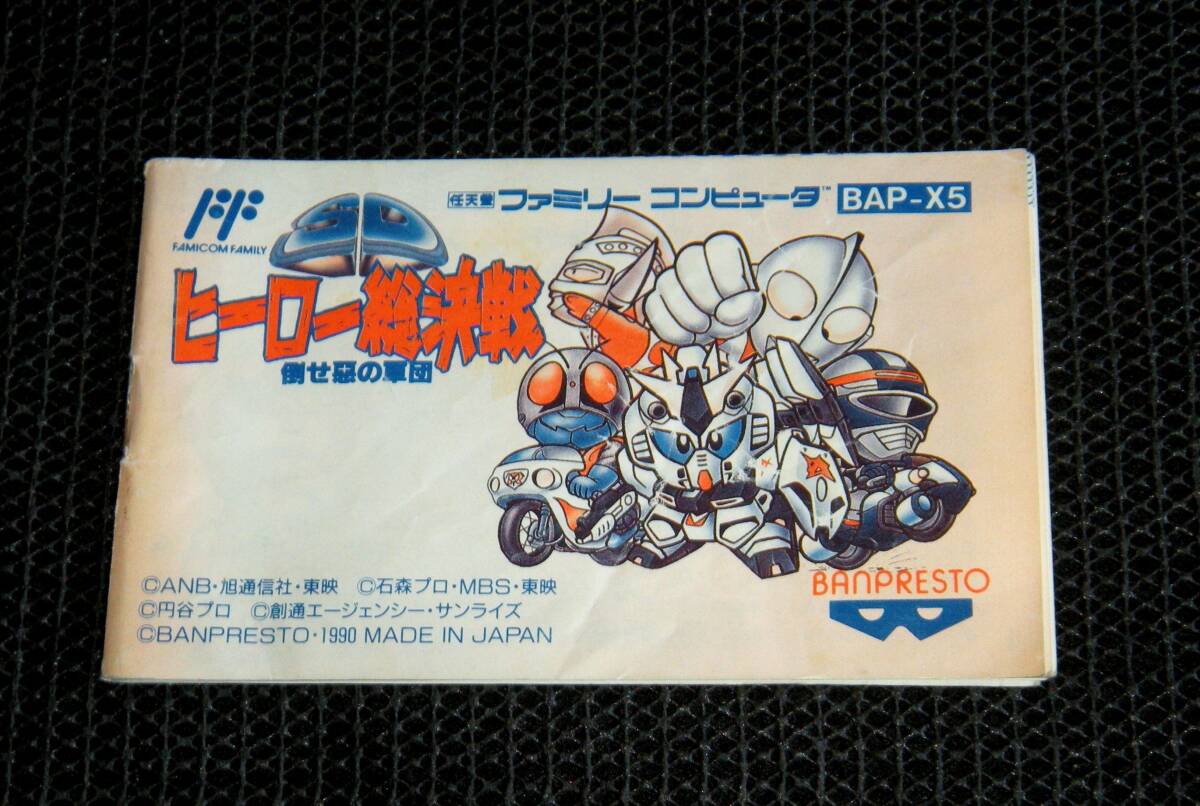 FAMICOM FAMILY
任天堂 ファミリー コンピュータ™ BAP-X5
SD
ヒーロー総決戦
倒せ悪の軍団
©ANB・旭通信社・東映 ©石森プロ・MBS・東映
©円谷プロ ©創通エージェンシー・サンライズ
©BANPRESTO・1990 MADE IN JAPAN
BANPRESTO